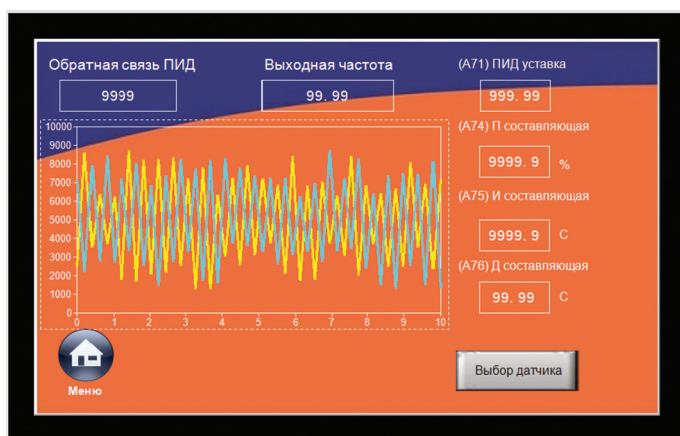 Обратная связь ПИД
Выходная частота
(А71) ПИД уставка
9999
99. 99
999. 99
(А74) П составляющая
9999. 9 %
(А75) И составляющая
9999. 9 С
(А76) Д составляющая
99. 99 С
10000
9000
8000
7000
6000
5000
4000
3000
2000
1000
0
0 1 2 3 4 5 6 7 8 9 10
Меню
Выбор датчика